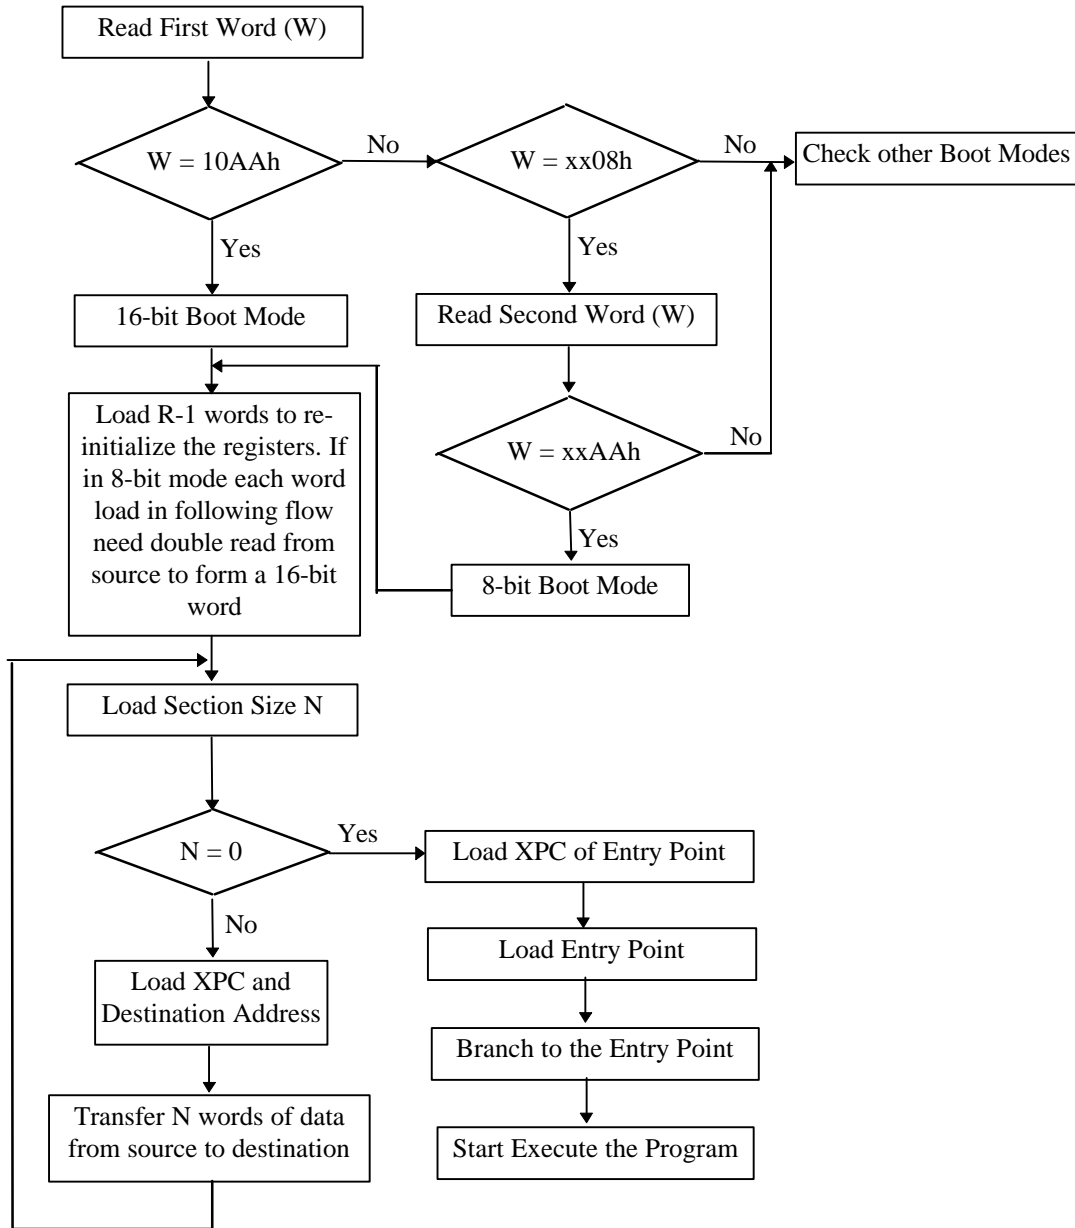 Read First Word (W)
W = 10AAh
No
W = xx08h
No
Check other Boot Modes
Yes
Yes
16-bit Boot Mode
Read Second Word (W)
Load R-1 words to re-
initialize the registers. If
in 8-bit mode each word
load in following flow
need double read from
source to form a 16-bit
word
W = xxAAh
No
Yes
8-bit Boot Mode
Load Section Size N
N = 0
Yes
Load XPC of Entry Point
No
Load Entry Point
Load XPC and
Destination Address
Branch to the Entry Point
Transfer N words of data
from source to destination
Start Execute the Program